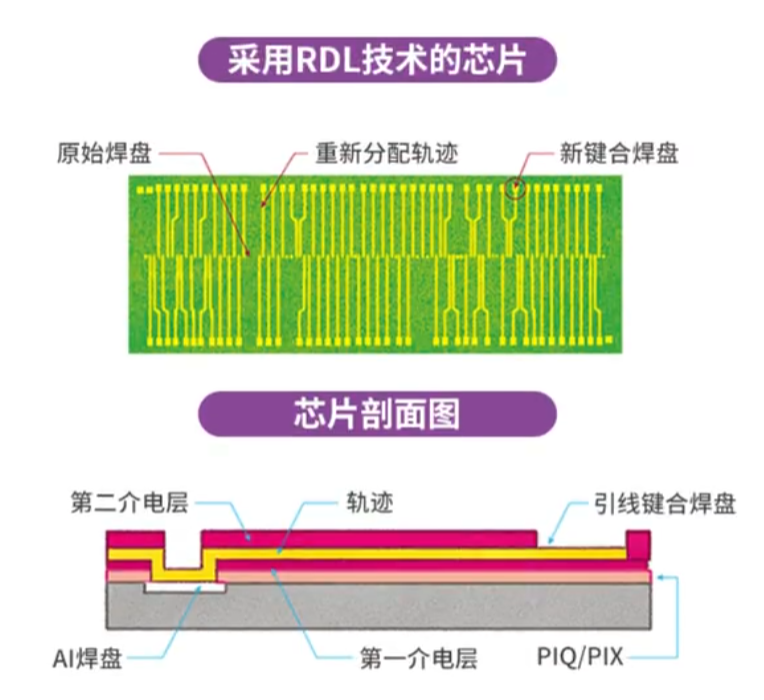 采用RDL技术的芯片
原始焊盘
重新分配轨迹
新键合焊盘
芯片剖面图
第二介电层
轨迹
引线键合焊盘
AI焊盘
第一介电层
PIQ/PIX